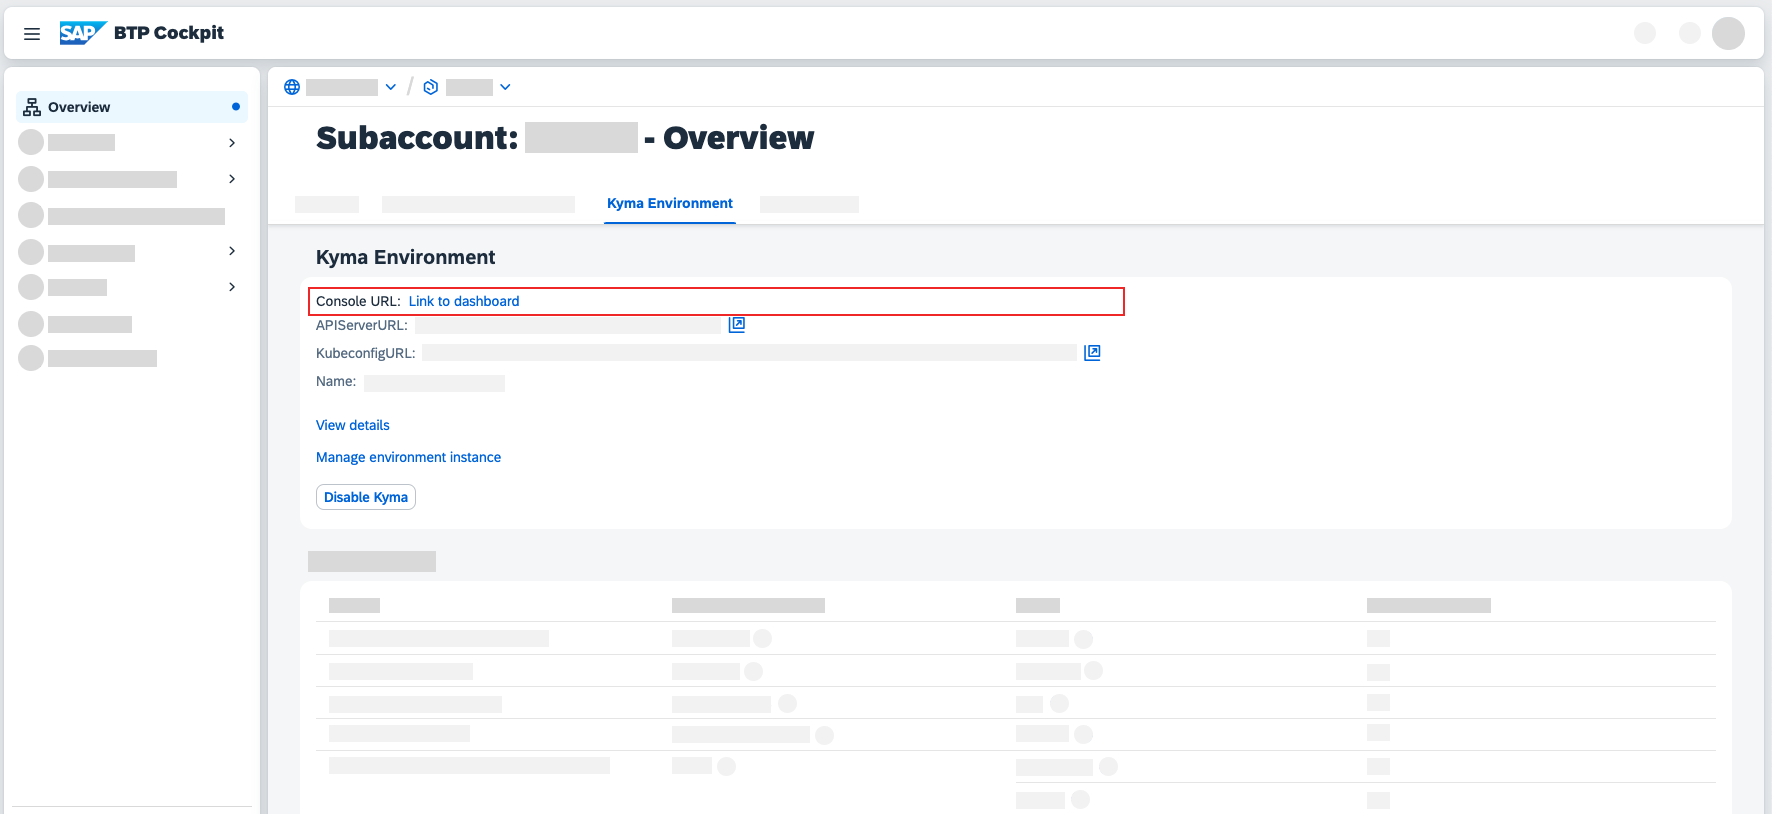 SAP BTP Cockpit
Overview
Subaccount: - Overview
Kyma Environment
Kyma Environment
Console URL: Link to dashboard
APIServerURL:
KubeconfigURL:
Name:
View details
Manage environment instance
Disable Kyma